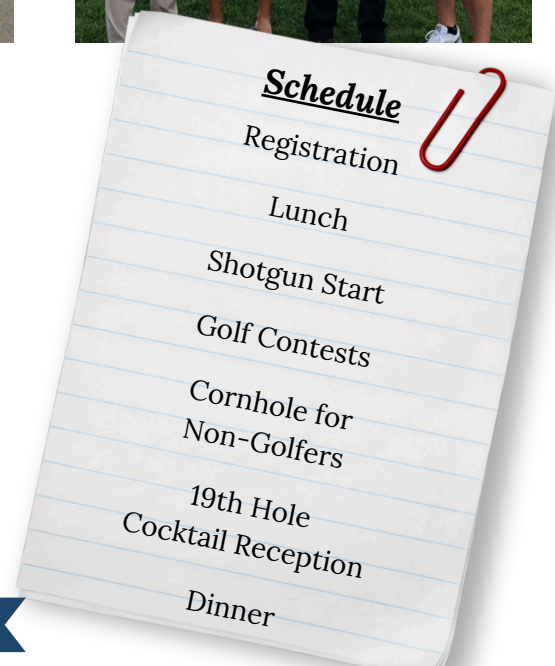 Schedule
Registration
Lunch
Shotgun Start
Golf Contests
Cornhole for
Non-Golfers
19th Hole
Cocktail Reception
Dinner